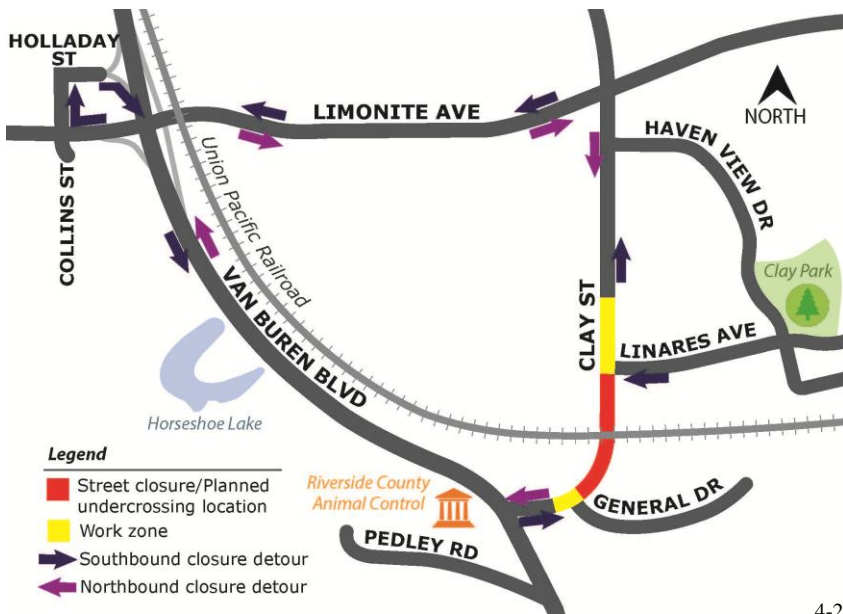 HOLLADAY
ST
LIMONITE AVE
NORTH
HAVEN VIEW DR
COLLINS ST
Union Pacific Railroad
VAN BUREN BLVD
Clay Park
CLAY ST
LINARES AVE
Horseshoe Lake
Legend
Street closure/Planned
undercrossing location
Work zone
Southbound closure detour
Northbound closure detour
Riverside County
Animal Control
GENERAL DR
PEDLEY RD
4-2